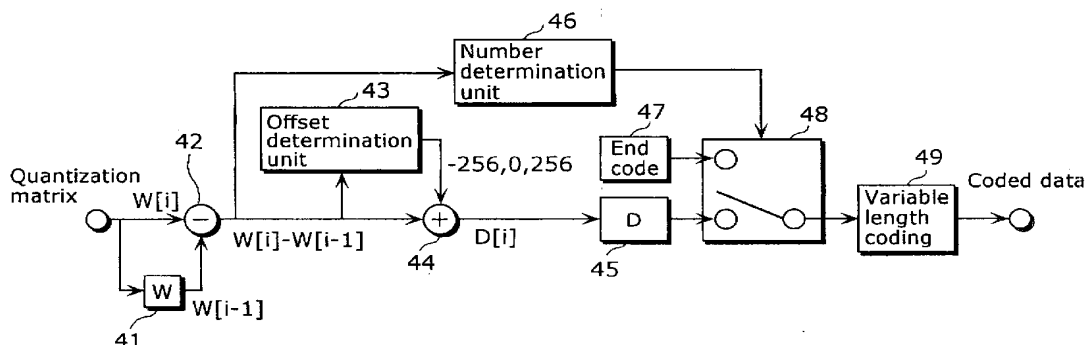 46
Number
determination
unit
43
Offset
determination
unit
47
End
code
48
42
-256,0,256
49
Quantization
matrix
W[i]
−
W[i]-W[i-1]
+
44
D[i]
D
45
Variable
length
coding
Coded data
W
W[i-1]
41